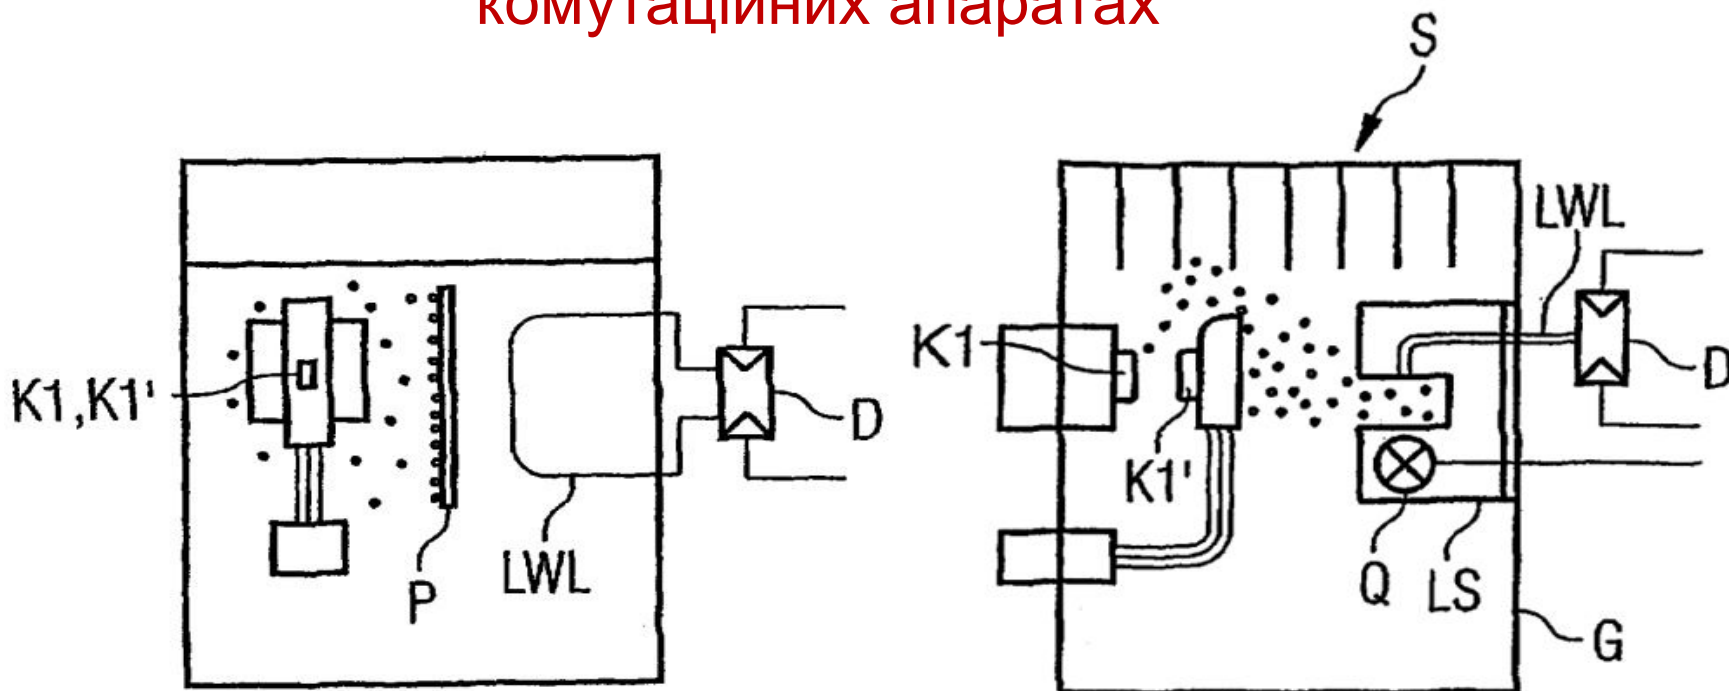 комутаційних апаратах
S
LWL
K1
K1,K1'
D
D
K1'
P
LWL
Q
LS
G